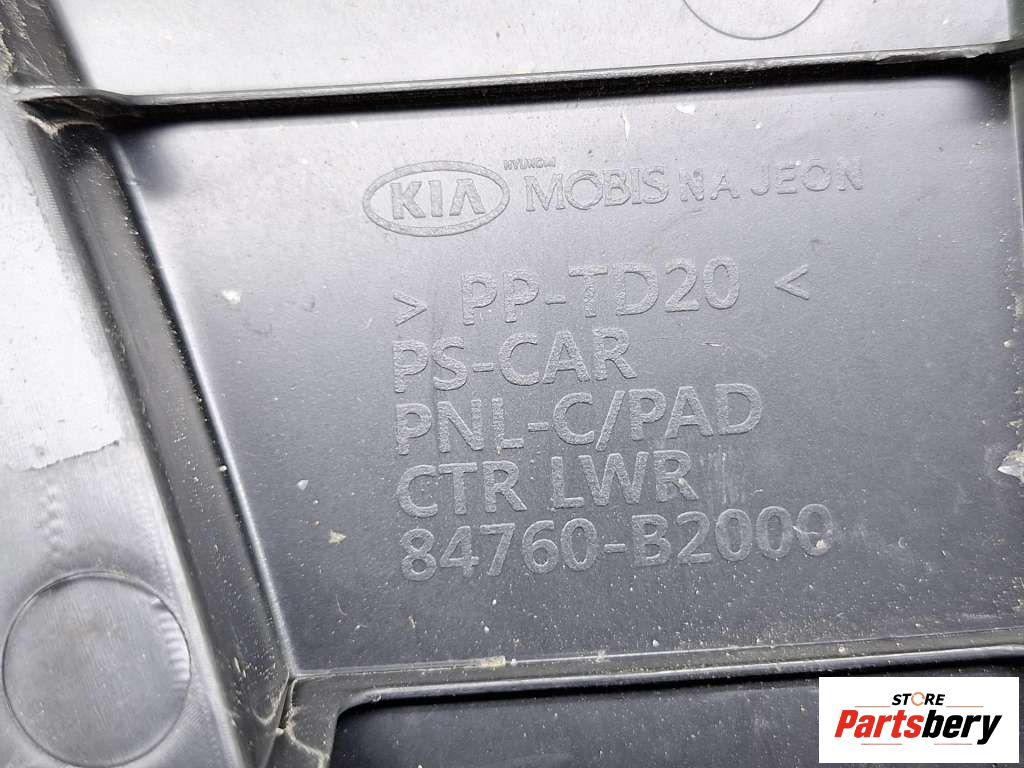 KIA HYUNDAI MOBIS NA JEON
> PP-TD20 <
PS-CAR
PNL-C/PAD
CTR LWR
84760-B2000
STORE
Partsbery